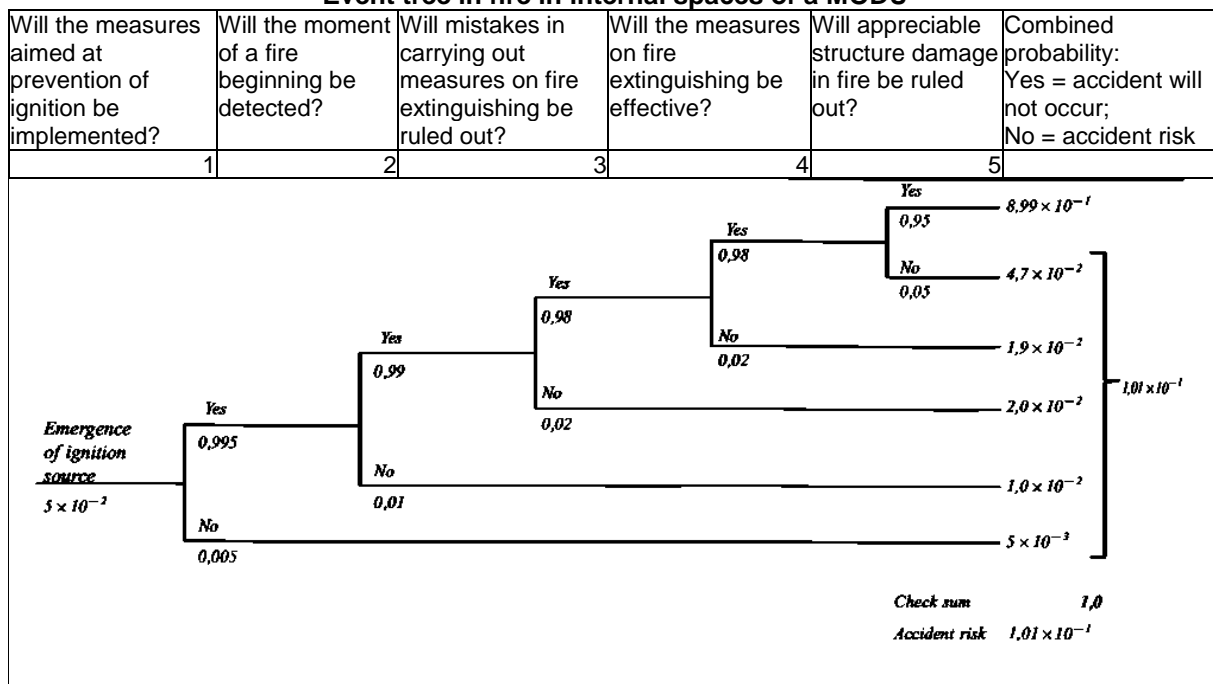 Event tree in fire in internal spaces of a MODU
Will the measures
aimed at
prevention of
ignition be
implemented?
Will the moment
of a fire
beginning be
detected?
Will mistakes in
carrying out
measures on fire
extinguishing be
ruled out?
Will the measures
on fire
extinguishing be
effective?
Will appreciable
structure damage
in fire be ruled
out?
Combined
probability:
Yes = accident will
not occur;
No = accident risk
1
2
3
4
5
Yes
0,95
8,99 × 10⁻¹
Yes
0,98
No
0,05
4,7 × 10⁻²
Yes
0,98
No
0,02
1,9 × 10⁻²
1,01 ×10⁻¹
Yes
0,99
No
0,02
2,0 × 10⁻²
Yes
0,995
Emergence
of ignition
source
5 × 10⁻²
No
0,01
1,0 × 10⁻²
No
0,005
5 × 10⁻³
Check sum 1,0
Accident risk 1,01 × 10⁻¹